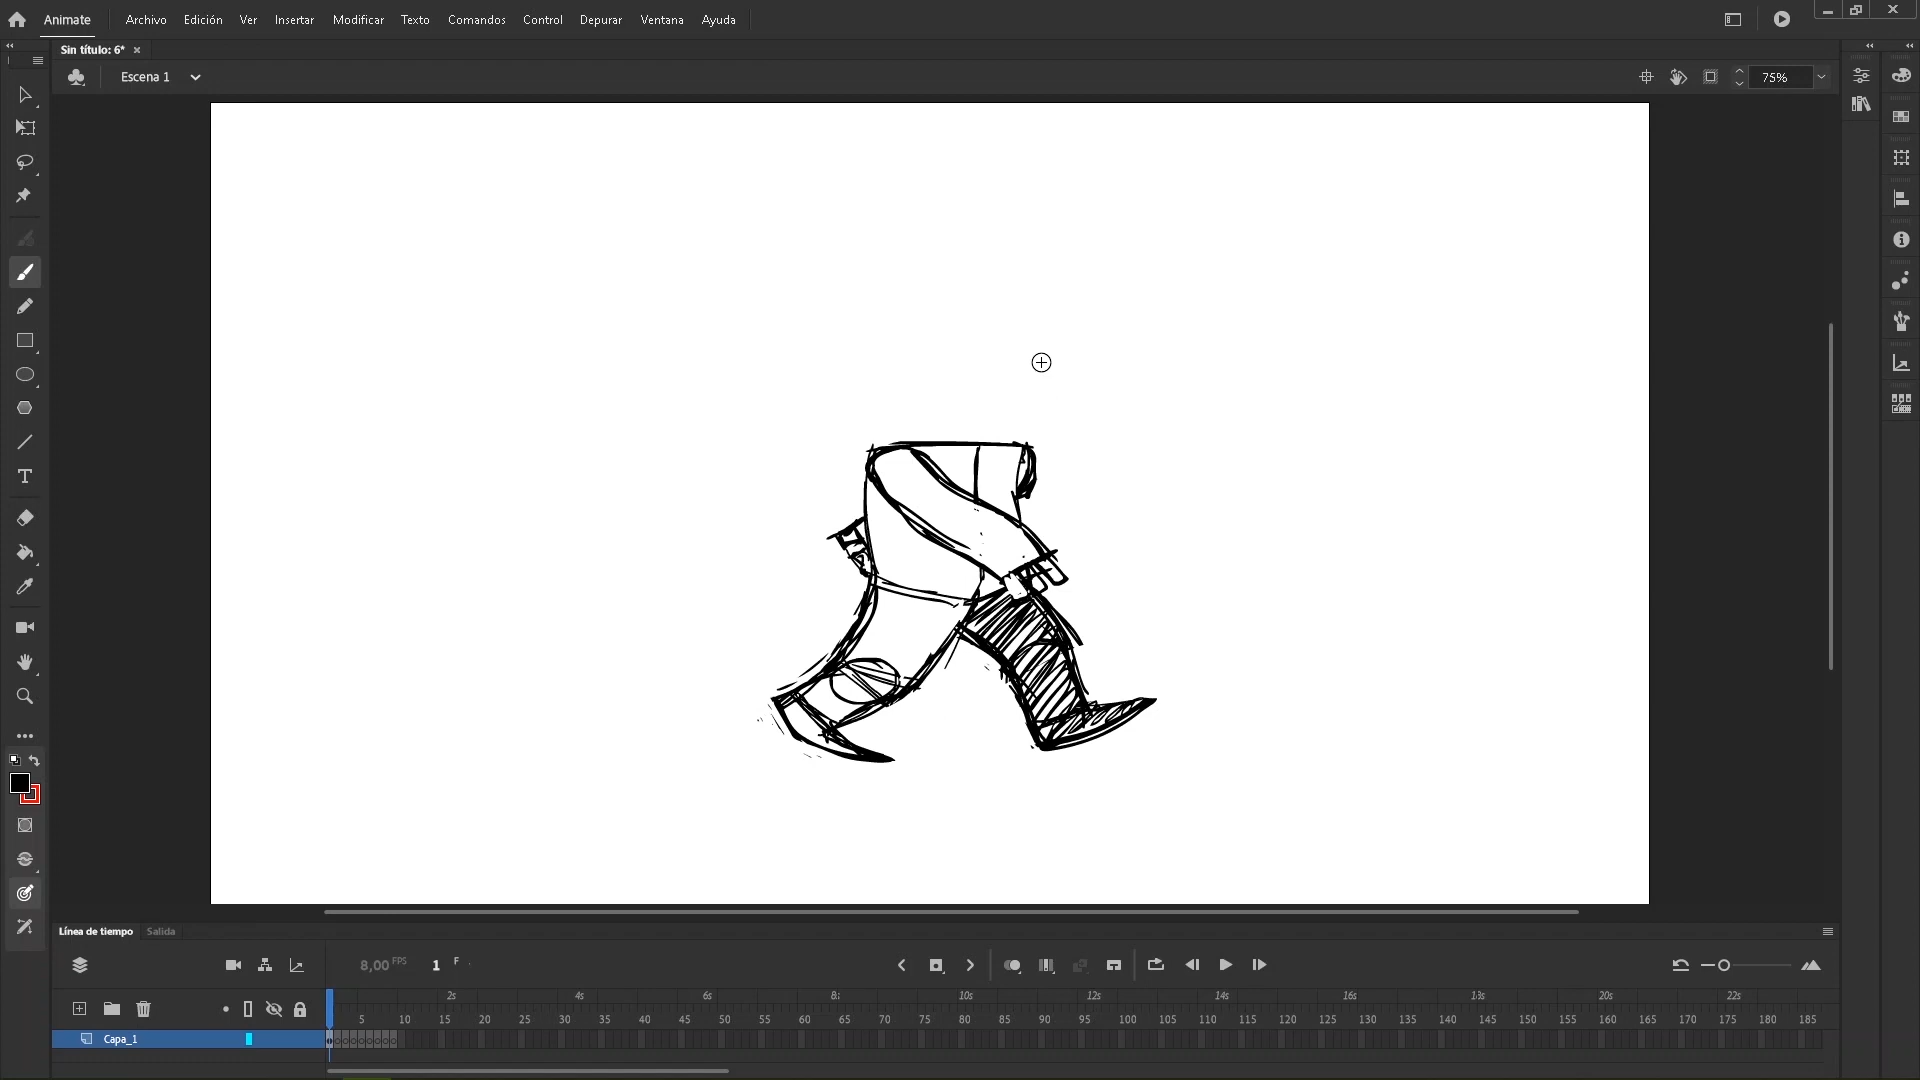 Animate Archivo Edición Ver Insertar Modificar Texto Comandos Control Depurar Ventana Ayuda
Sin título: 6*
Escena 1 75%
Línea de tiempo Salida
8,00 FPS 1 F
2s 4s 6s 10s 12s 14s 16s 18s 20s 22s
5 10 15 20 25 30 35 40 45 50 55 60 65 70 75 80 85 90 95 100 105 110 115 120 125 130 135 140 145 150 155 160 165 170 175 180 185
Capa_1